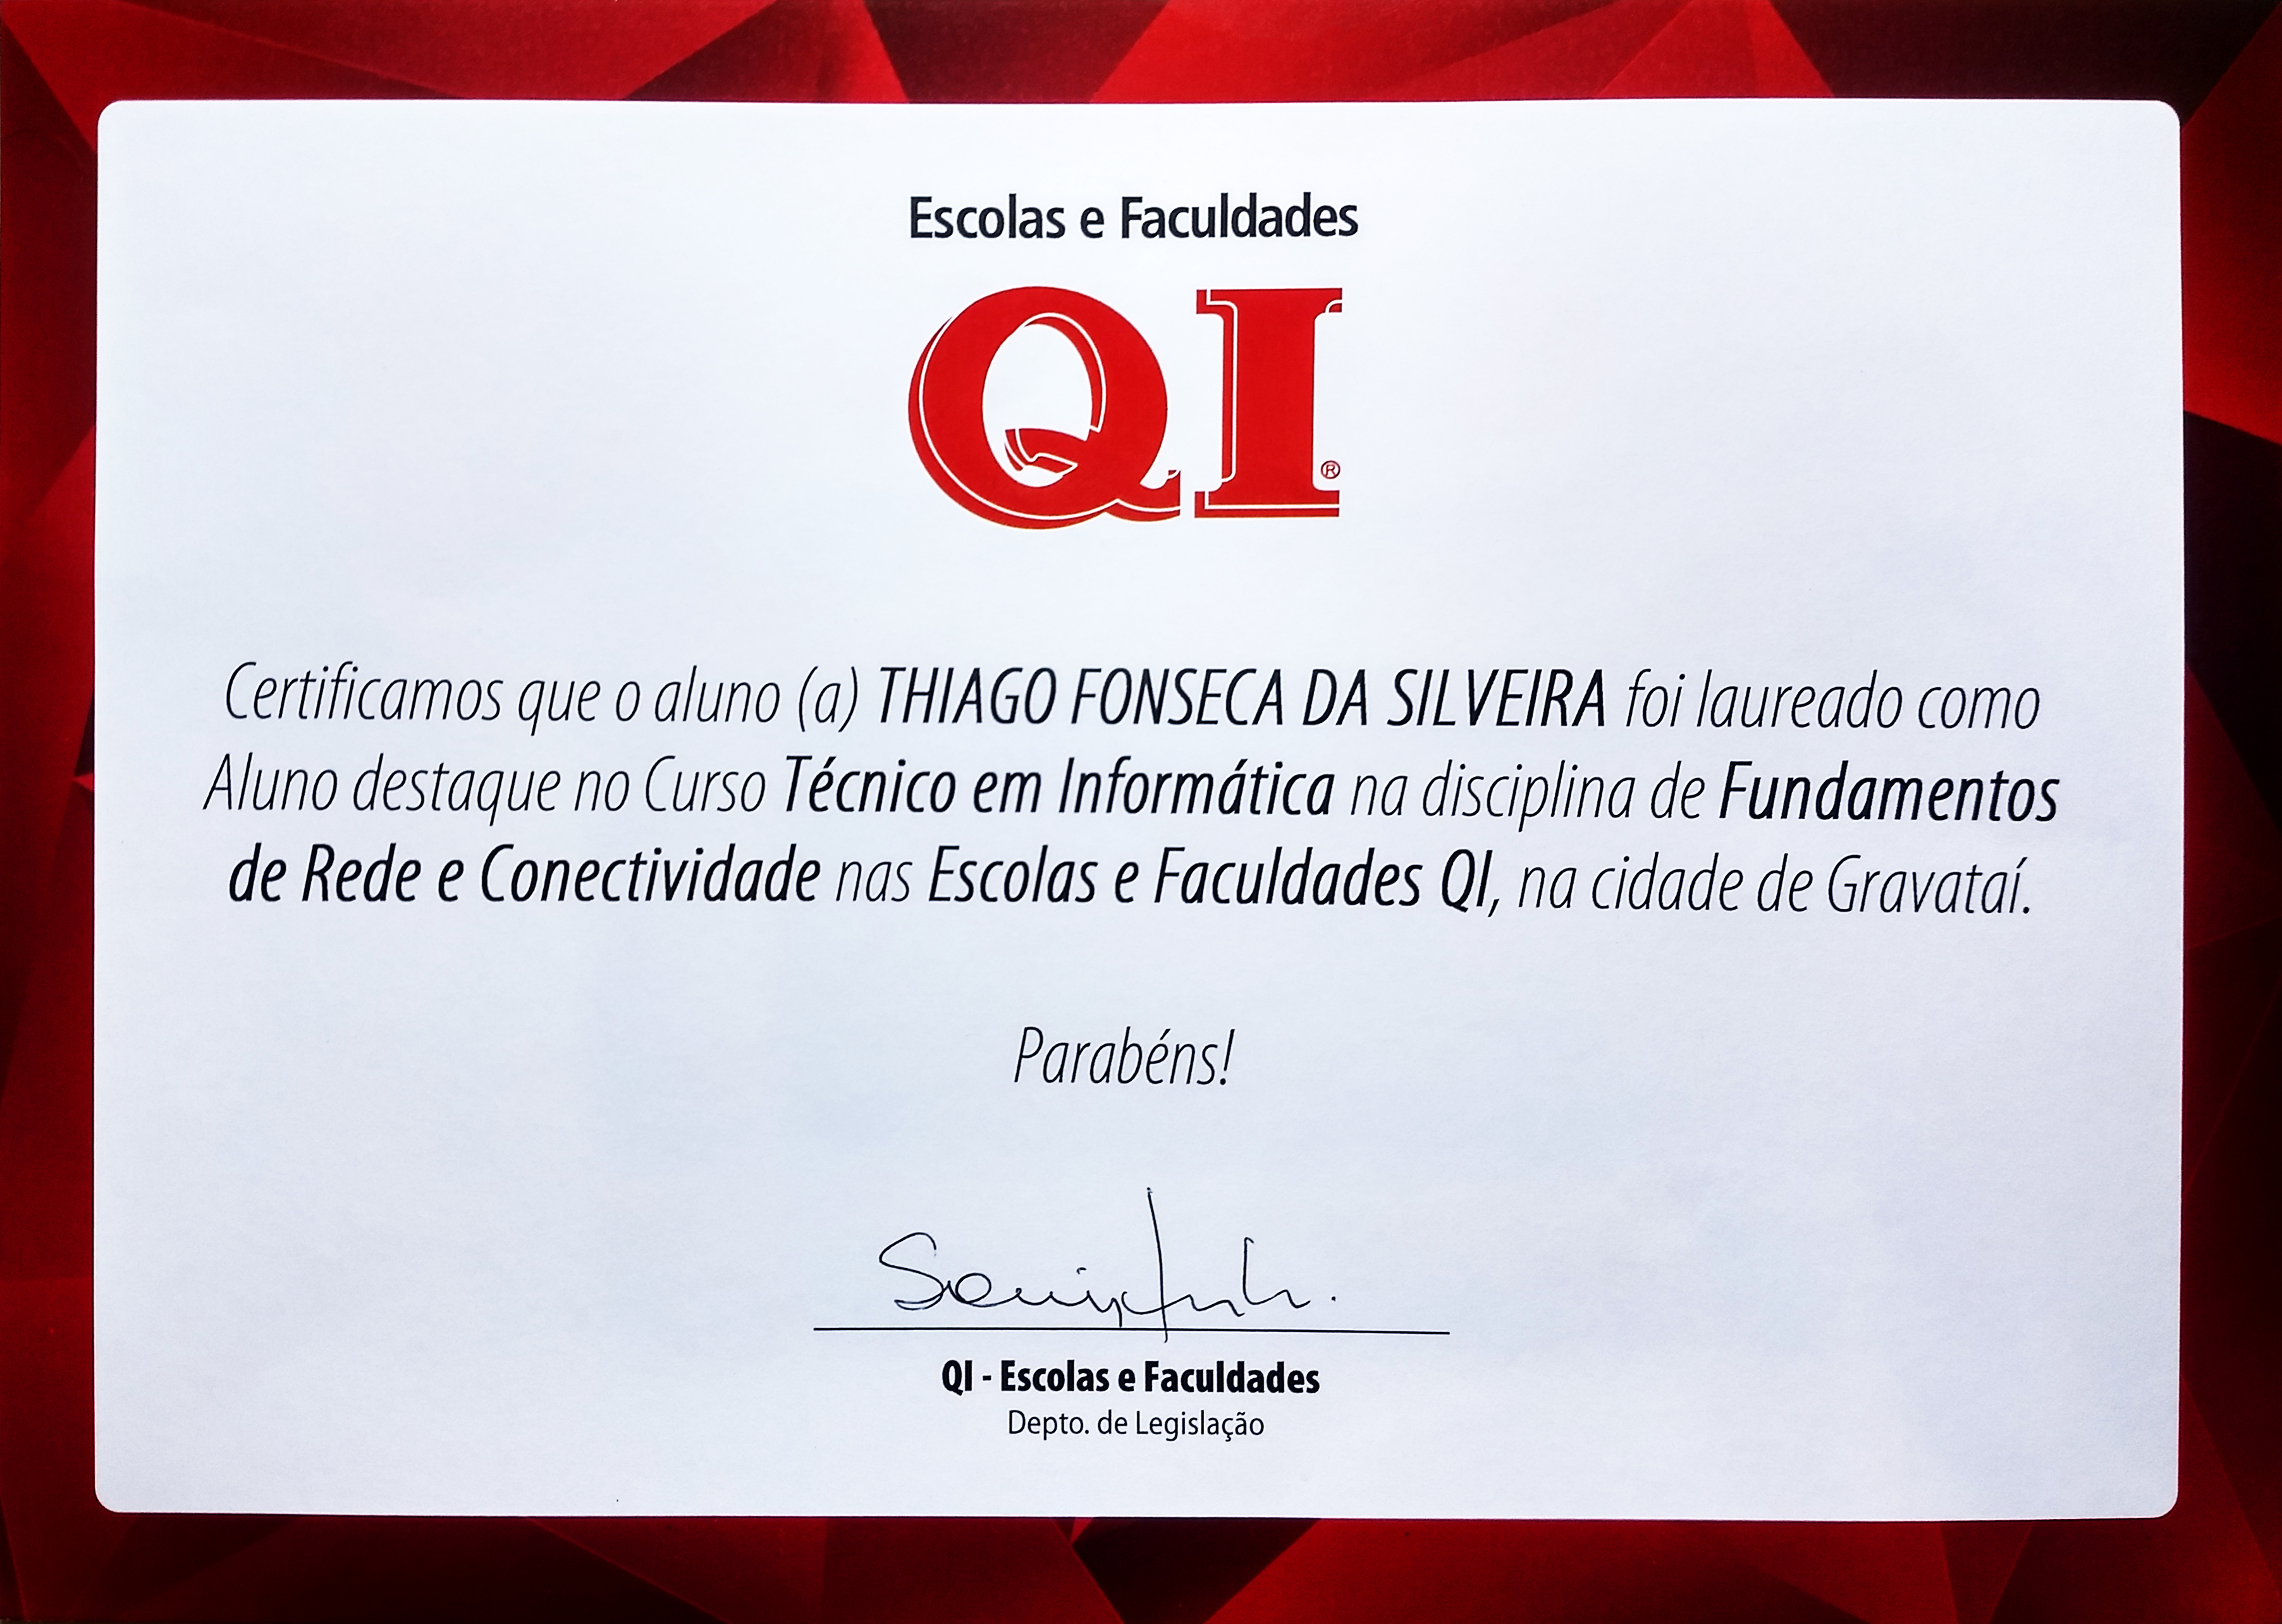 Escolas e Faculdades
QI®
Certificamos que o aluno (a) THIAGO FONSECA DA SILVEIRA foi laureado como
Aluno destaque no Curso Técnico em Informática na disciplina de Fundamentos
de Rede e Conectividade nas Escolas e Faculdades QI, na cidade de Gravataí.
Parabéns!
QI - Escolas e Faculdades
Depto. de Legislação